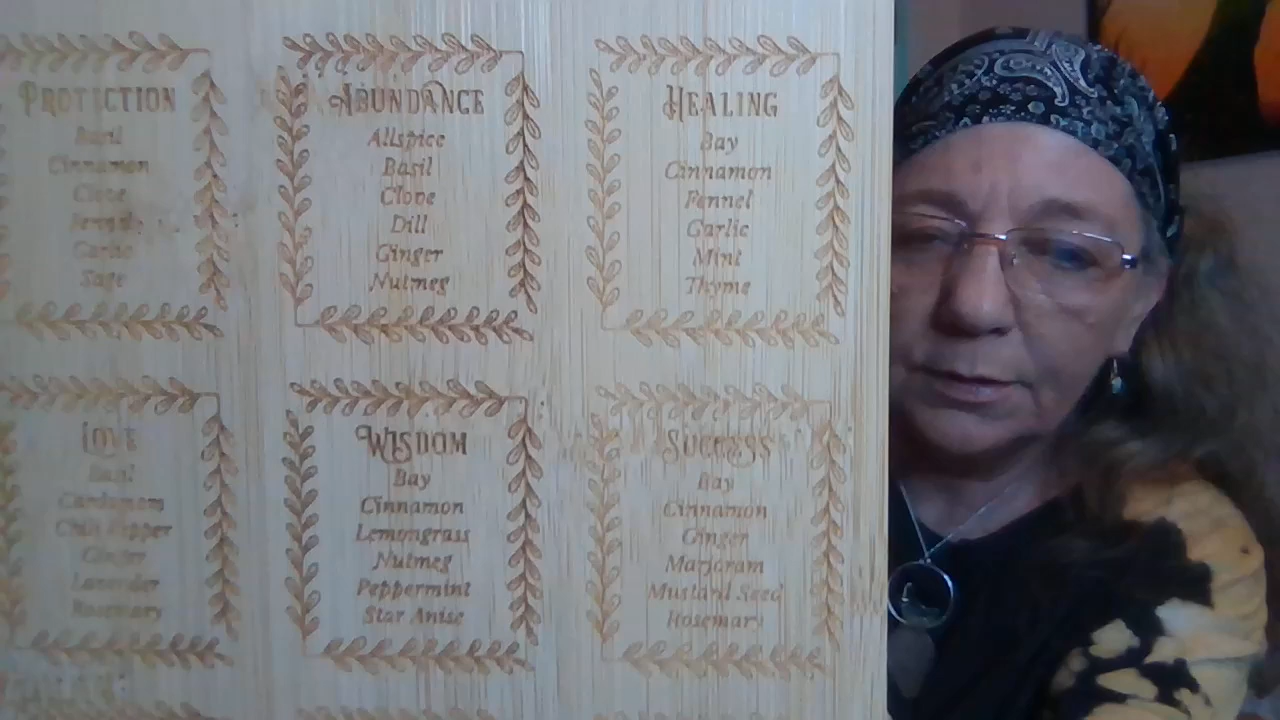 PROTECTION
Basil
Cinnamon
Clove
Fennel
Garlic
Sage
ABUNDANCE
Allspice
Basil
Clove
Dill
Ginger
Nutmeg
HEALING
Bay
Cinnamon
Fennel
Garlic
Mint
Thyme
LOVE
Basil
Cardamom
Chili Pepper
Ginger
Lavender
Rosemary
WISDOM
Bay
Cinnamon
Lemongrass
Nutmeg
Peppermint
Star Anise
SUCCESS
Bay
Cinnamon
Ginger
Marjoram
Mustard Seed
Rosemary